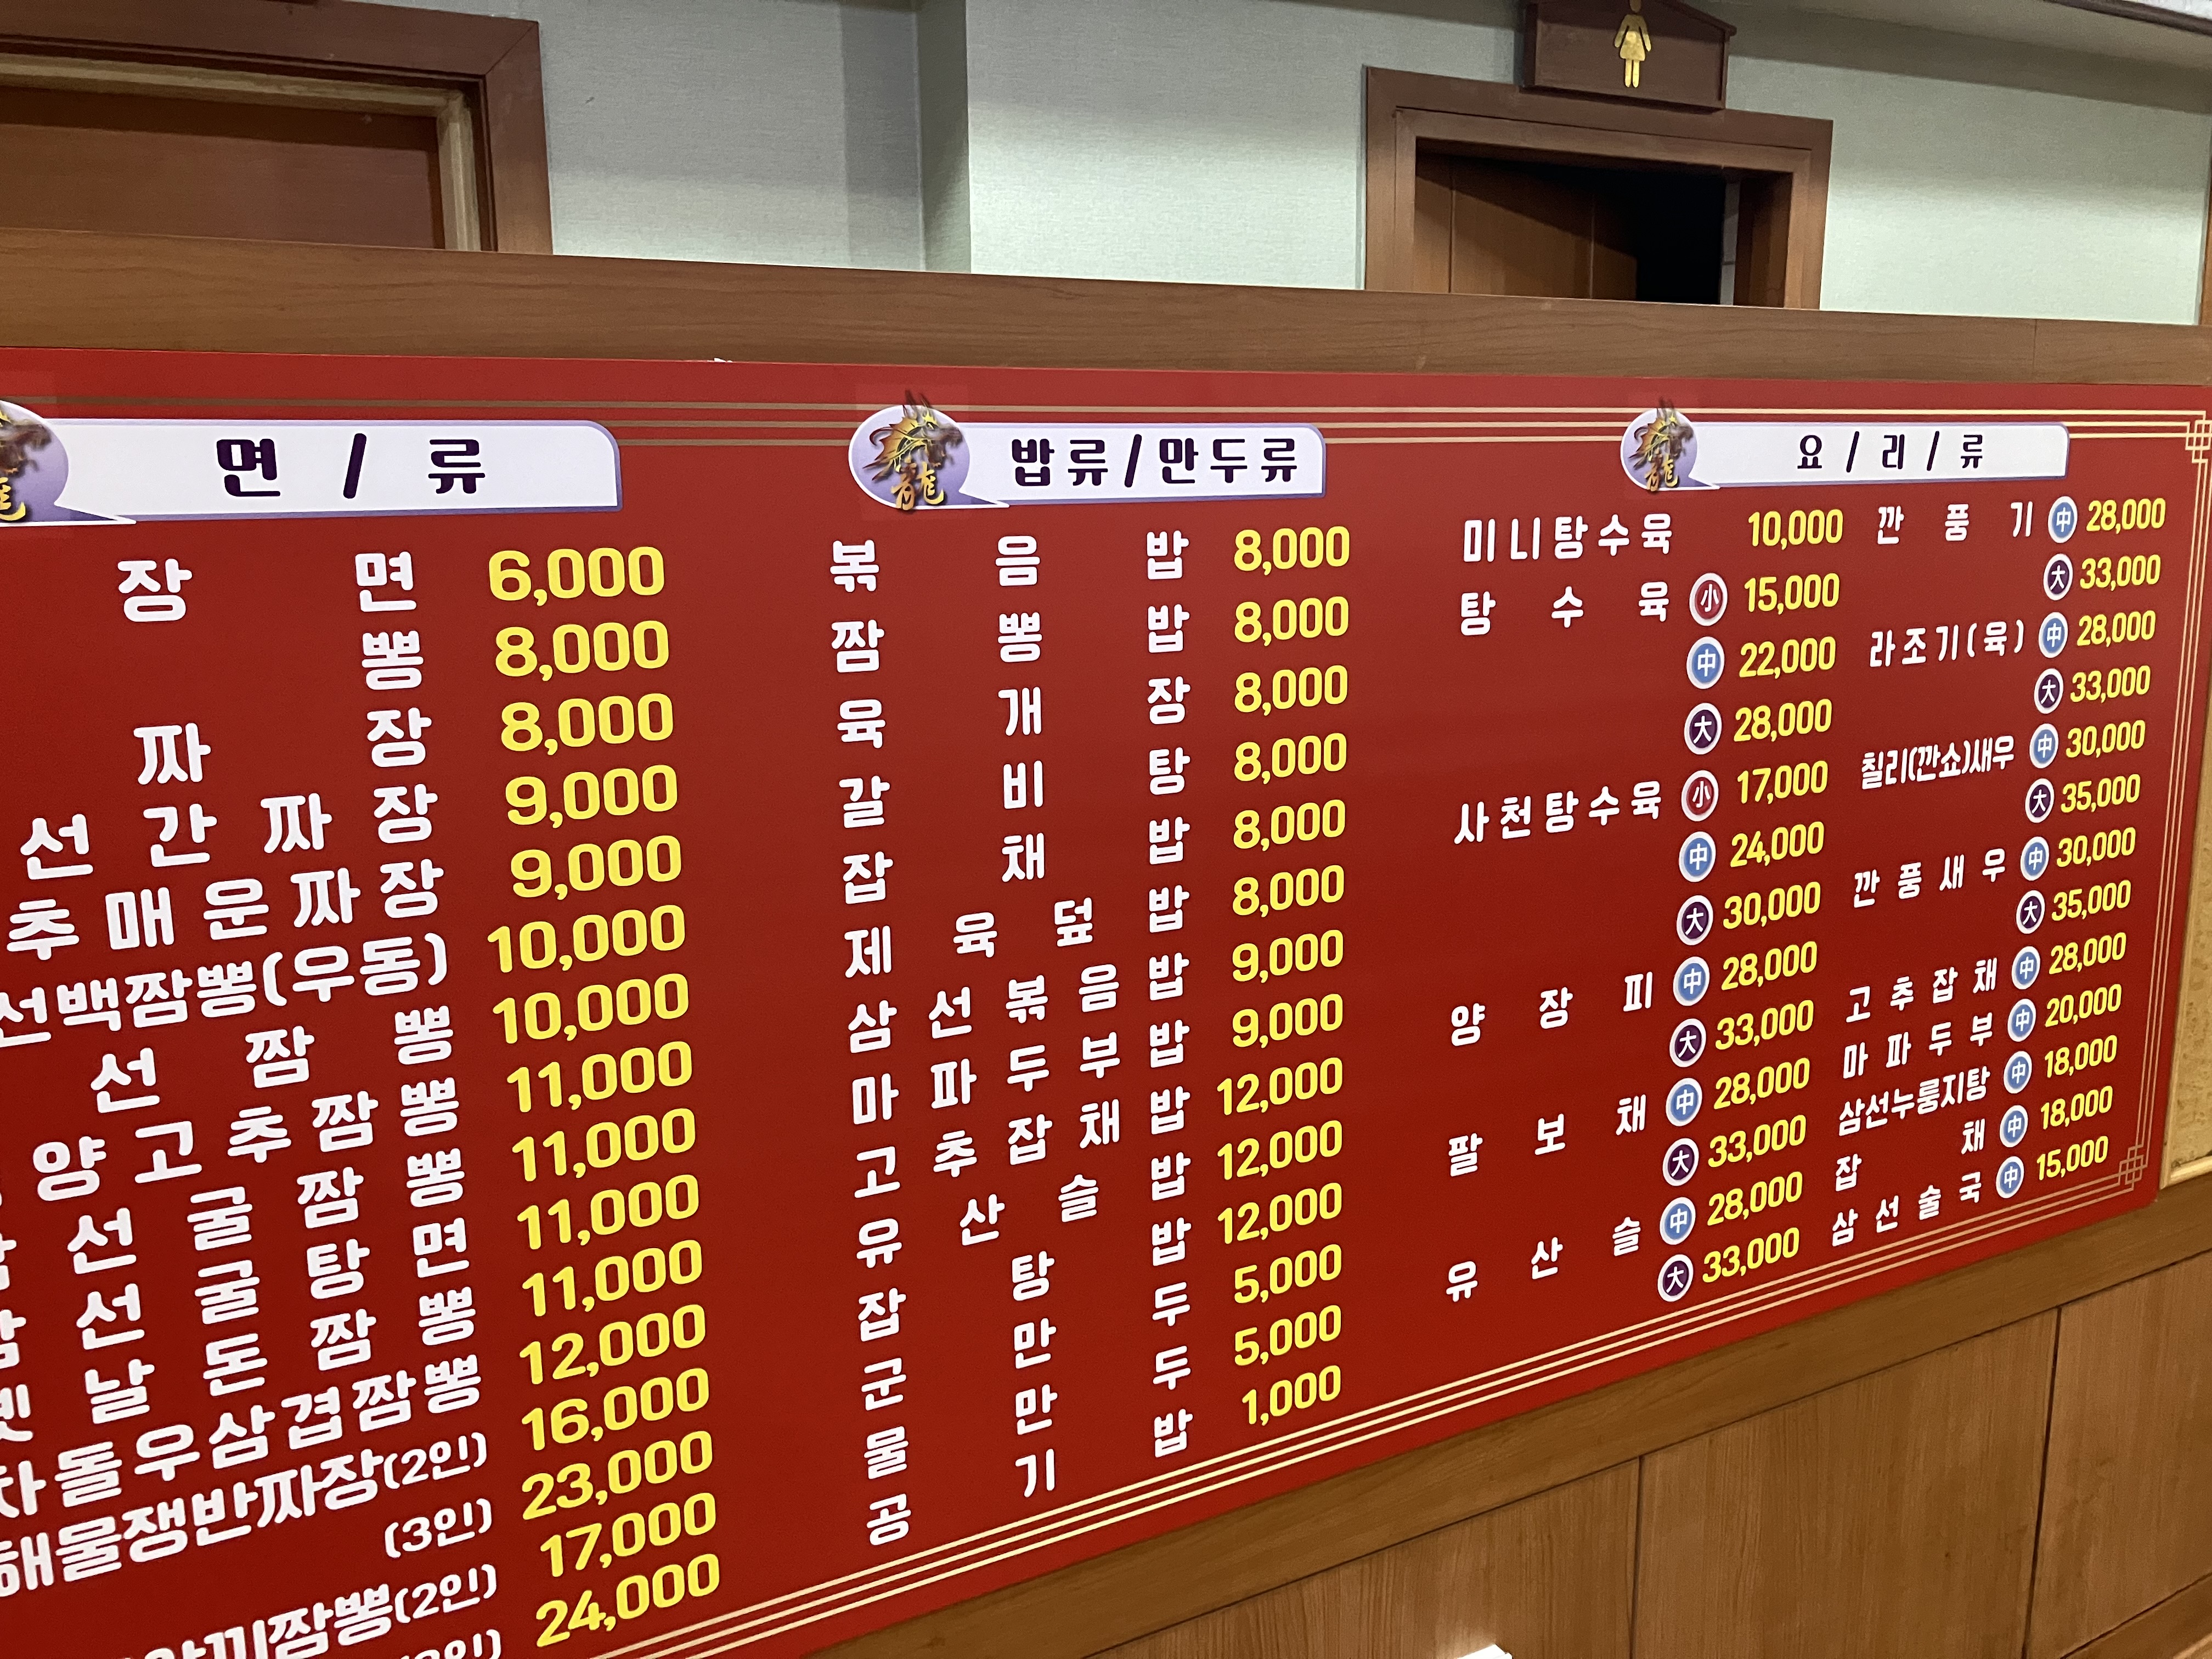 면 / 류
장 면 6,000
뽕 8,000
짜 장 8,000
선 간 짜 장 9,000
추 매 운 짜 장 9,000
선백짬뽕(우동) 10,000
선 짬 뽕 10,000
양 고 추 짬 뽕 11,000
선 굴 짬 뽕 11,000
선 굴 탕 면 11,000
날 돈 짬 뽕 11,000
차돌우삼겹짬뽕 12,000
해물쟁반짜장(2인) 16,000
(3인) 23,000
짬뽕(2인) 17,000
24,000
밥류/만두류
볶 음 밥 8,000
짬 뽕 밥 8,000
육 개 장 8,000
갈 비 탕 8,000
잡 채 밥 8,000
제 육 덮 밥 8,000
삼 선 볶 음 밥 9,000
마 파 두 부 밥 9,000
고 추 잡 채 밥 12,000
유 산 슬 밥 12,000
잡 탕 밥 12,000
군 만 두 5,000
물 만 두 5,000
공 기 밥 1,000
요 / 리 / 류
미니탕수육 10,000
탕 수 육 小 15,000
中 22,000
大 28,000
사천탕수육 小 17,000
中 24,000
大 30,000
양 장 피 中 28,000
大 33,000
팔 보 채 中 28,000
大 33,000
유 산 슬 中 28,000
大 33,000
깐 풍 기 中 28,000
大 33,000
라조기(육) 中 28,000
大 33,000
칠리(깐쇼)새우 中 30,000
大 35,000
깐 풍 새 우 中 30,000
大 35,000
고 추 잡 채 中 28,000
마 파 두 부 中 20,000
삼선누룽지탕 中 18,000
잡 채 中 18,000
삼 선 술 국 中 15,000